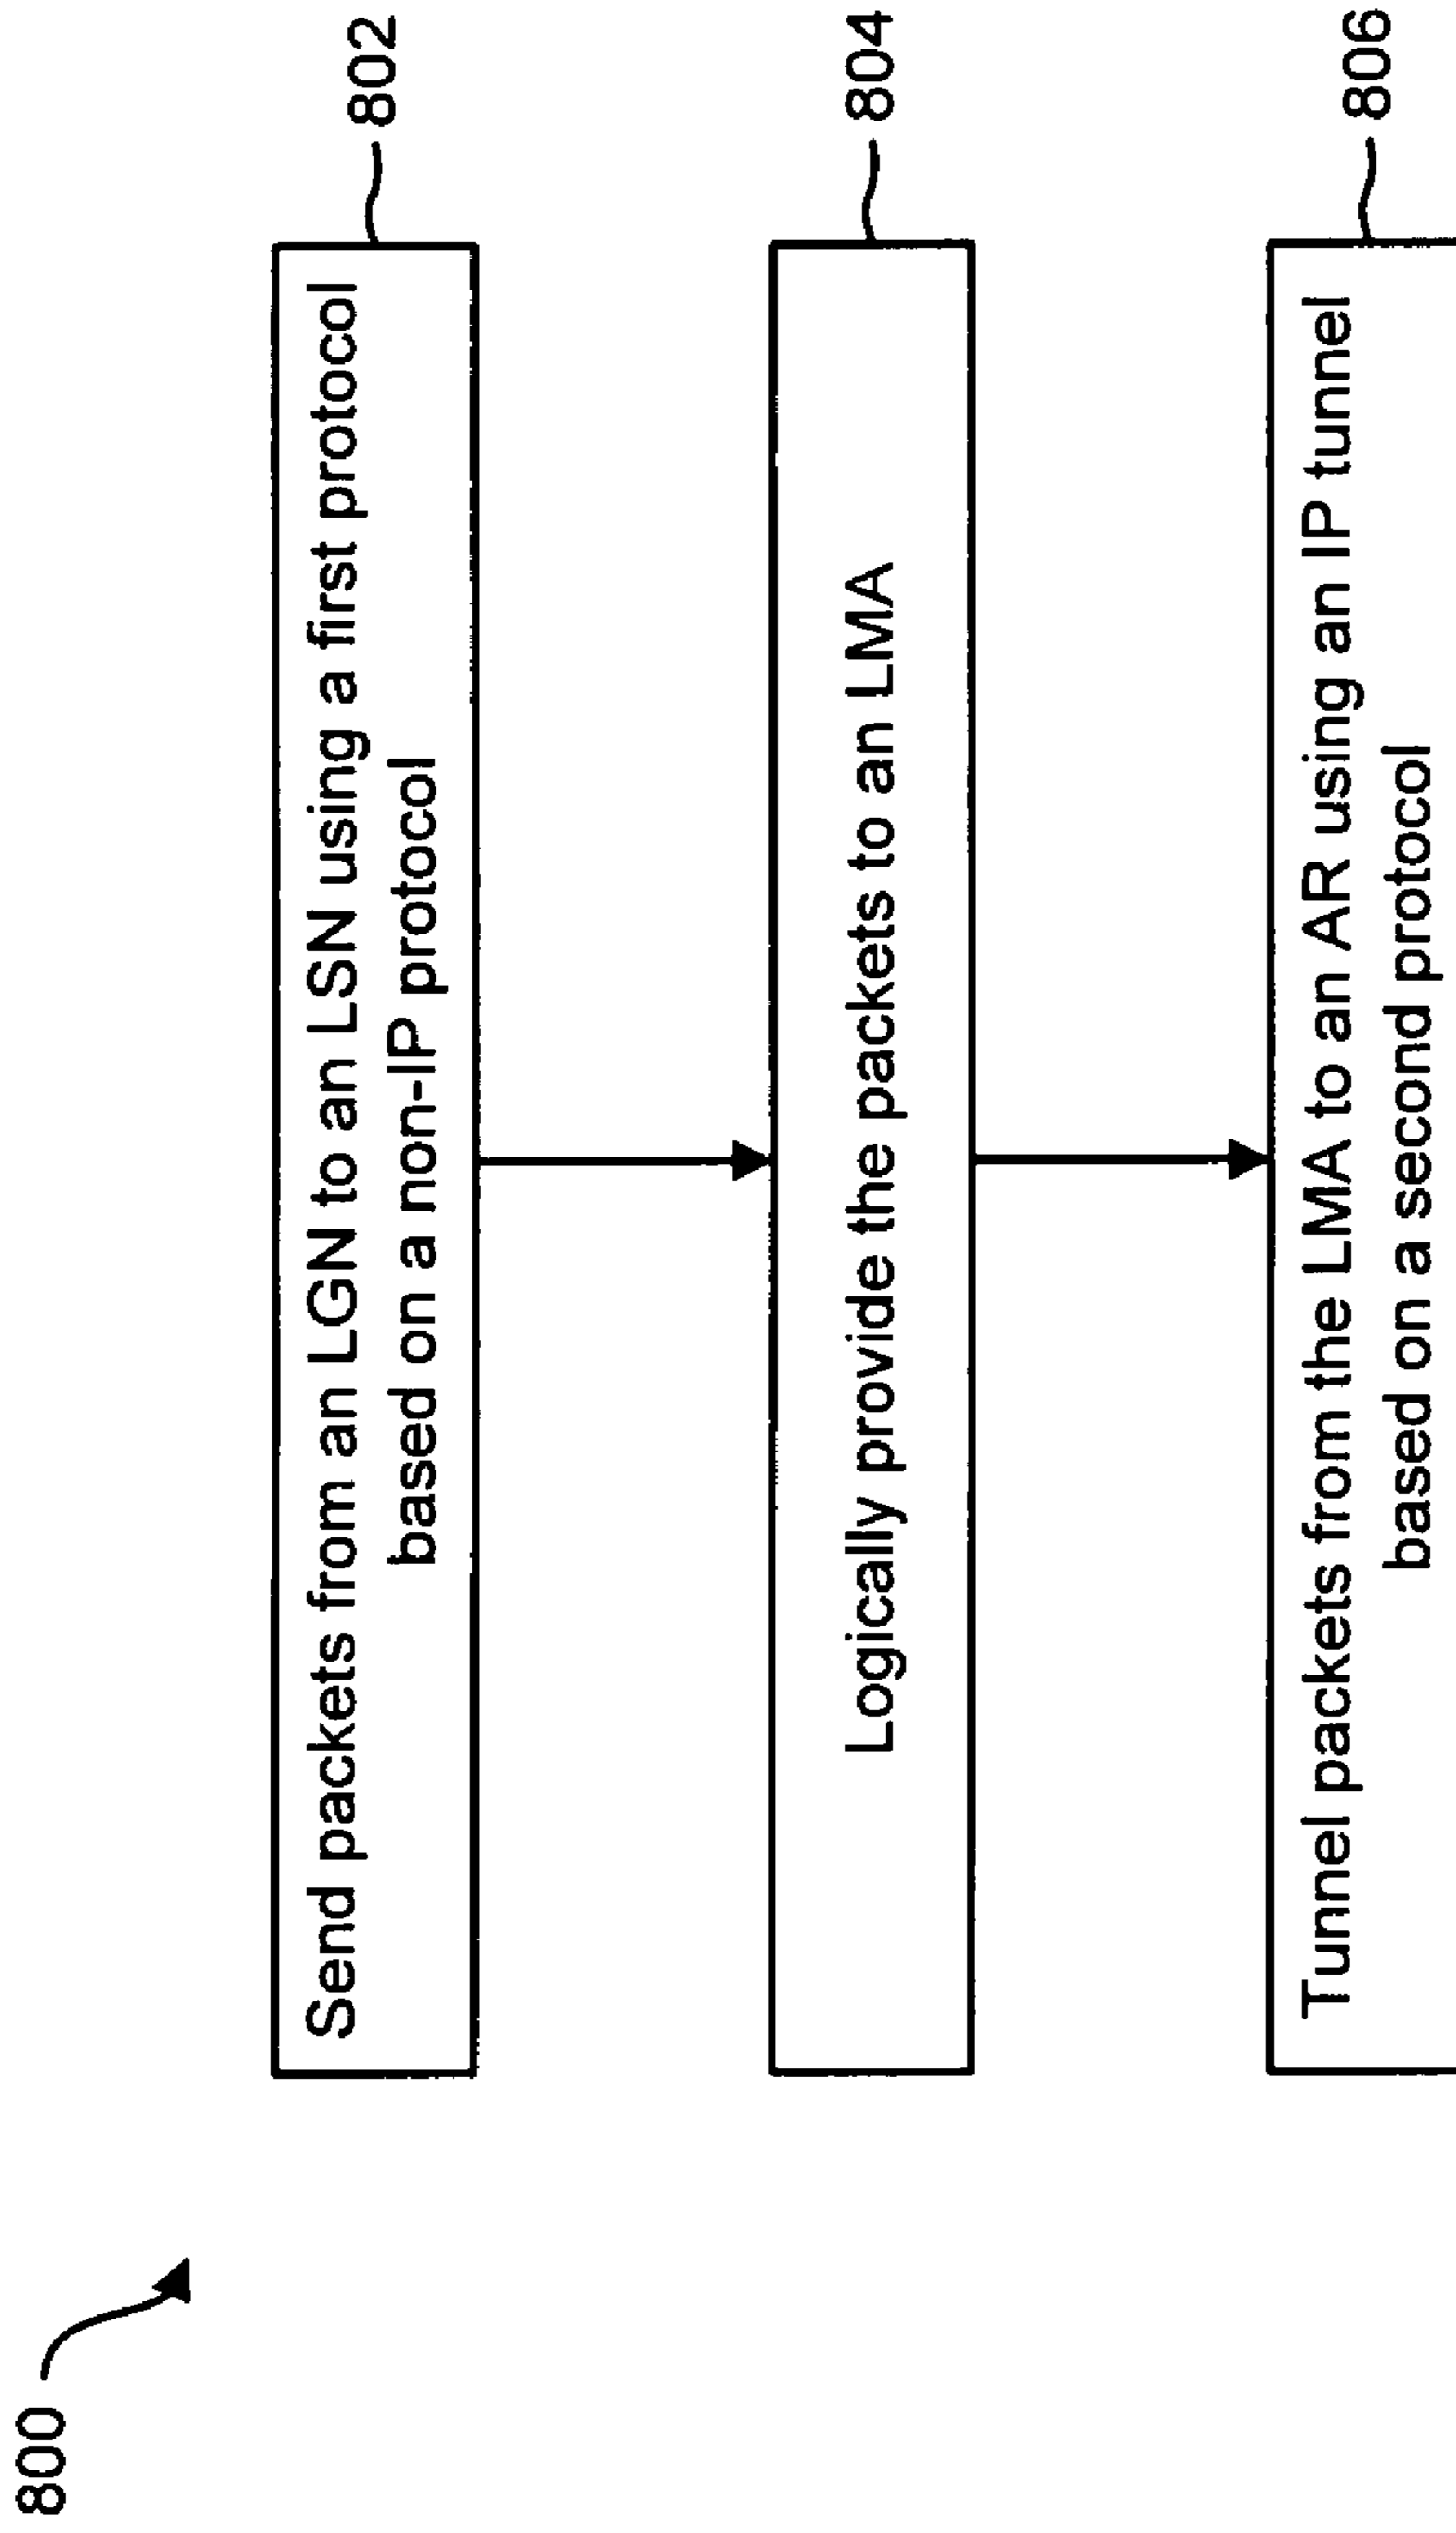 800
Send packets from an LGN to an LSN using a first protocol
based on a non-IP protocol
802
Logically provide the packets to an LMA
804
Tunnel packets from the LMA to an AR using an IP tunnel
based on a second protocol
806